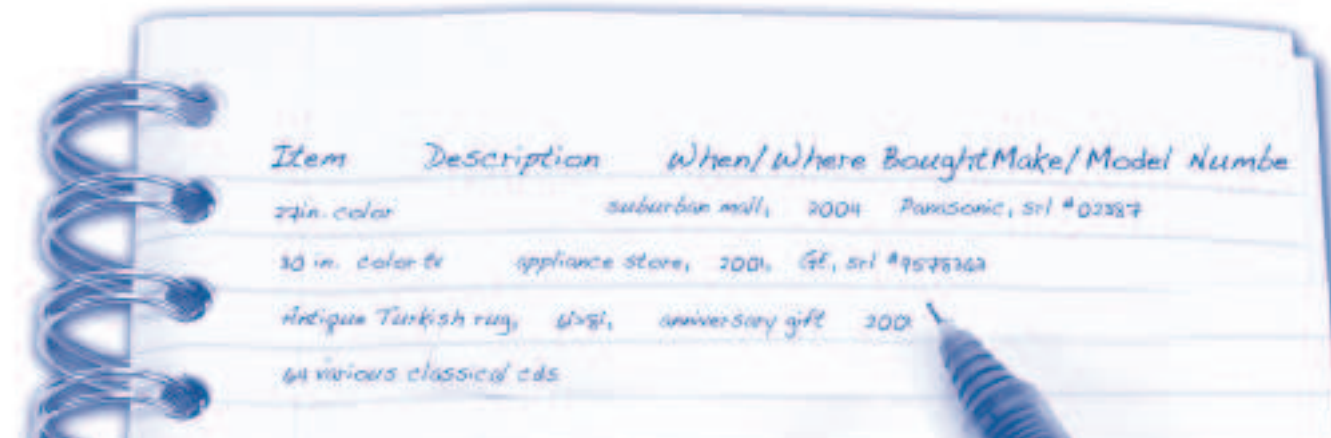 Item Description When/Where Bought Make/Model Numbe
27in. color suburban mall, 2004 Panasonic, srl #02387
30 in. color tv appliance store, 2001, GE, srl
Antique Turkish rug, anniversary gift 2001
64 various classical cds